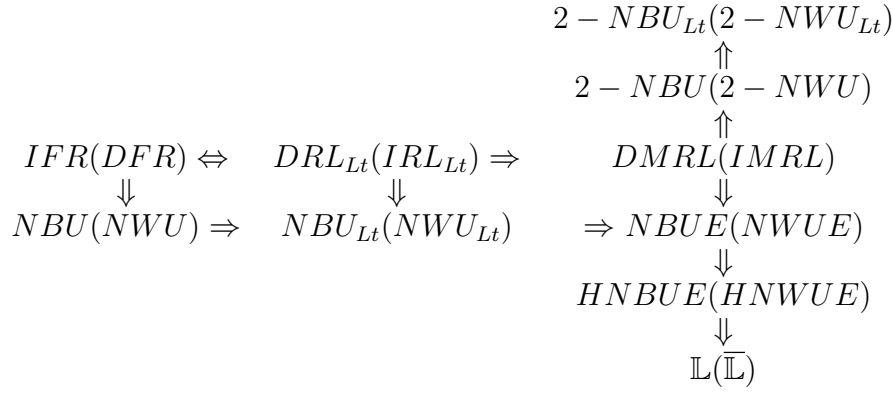 2 − NBU_{Lt}(2 − NWU_{Lt})
⇑
2 − NBU(2 − NWU)
⇑
IFR(DFR) ⇔ DRL_{Lt}(IRL_{Lt}) ⇒ DMRL(IMRL)
⇓ ⇓ ⇓
NBU(NWU) ⇒ NBU_{Lt}(NWU_{Lt}) ⇒ NBUE(NWUE)
⇓
HNBUE(HNWUE)
⇓
𝕃(\overline{𝕃})